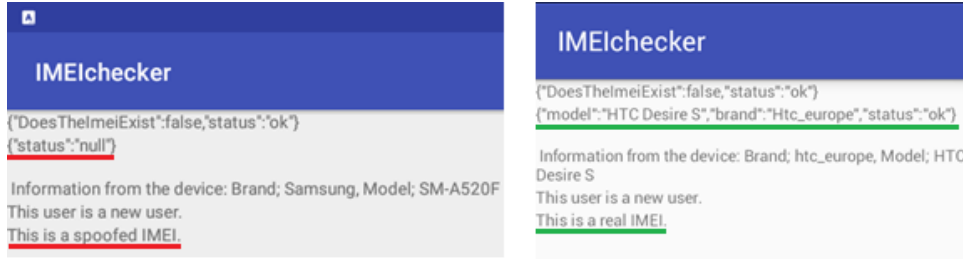 A
IMEIchecker
{"DoesTheImeiExist":false,"status":"ok"}
{"status":"null"}
Information from the device: Brand; Samsung, Model; SM-A520F
This user is a new user.
This is a spoofed IMEI.
IMEIchecker
{"DoesTheImeiExist":false,"status":"ok"}
{"model":"HTC Desire S","brand":"Htc_europe","status":"ok"}
Information from the device: Brand; htc_europe, Model; HTC
Desire S
This user is a new user.
This is a real IMEI.